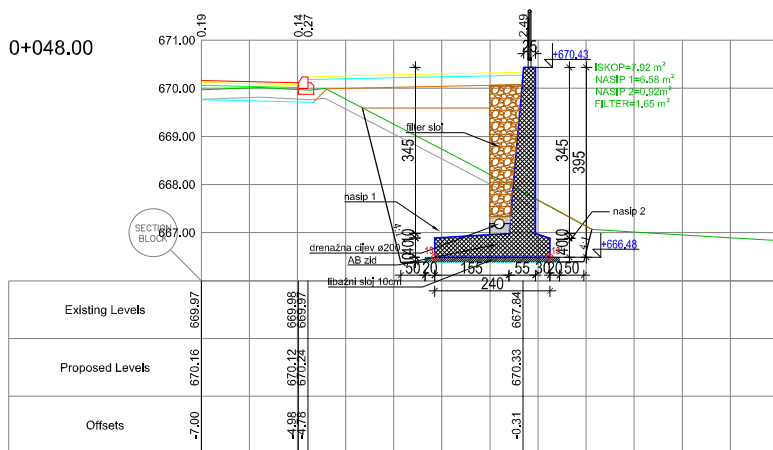 0+048.00
0.19
0.14
0.27
2.49
25
671.00
670.00
669.00
668.00
667.00
+670.43
ISKOP=7.92 m²
NASIP 1=6.58 m²
NASIP 2=0.92m²
FILTER=1.65 m²
345
345
395
filter sloj
nasip 1
nasip 2
SECTION
BLOCK
drenažna cijev ø200
AB zid
libažni sloj 10cm
+666.48
50
20
155
55
30
20
50
240
Existing Levels
669.97
669.98
669.97
667.84
Proposed Levels
670.16
670.12
670.24
670.33
Offsets
-7.00
-4.98
-4.78
-0.31